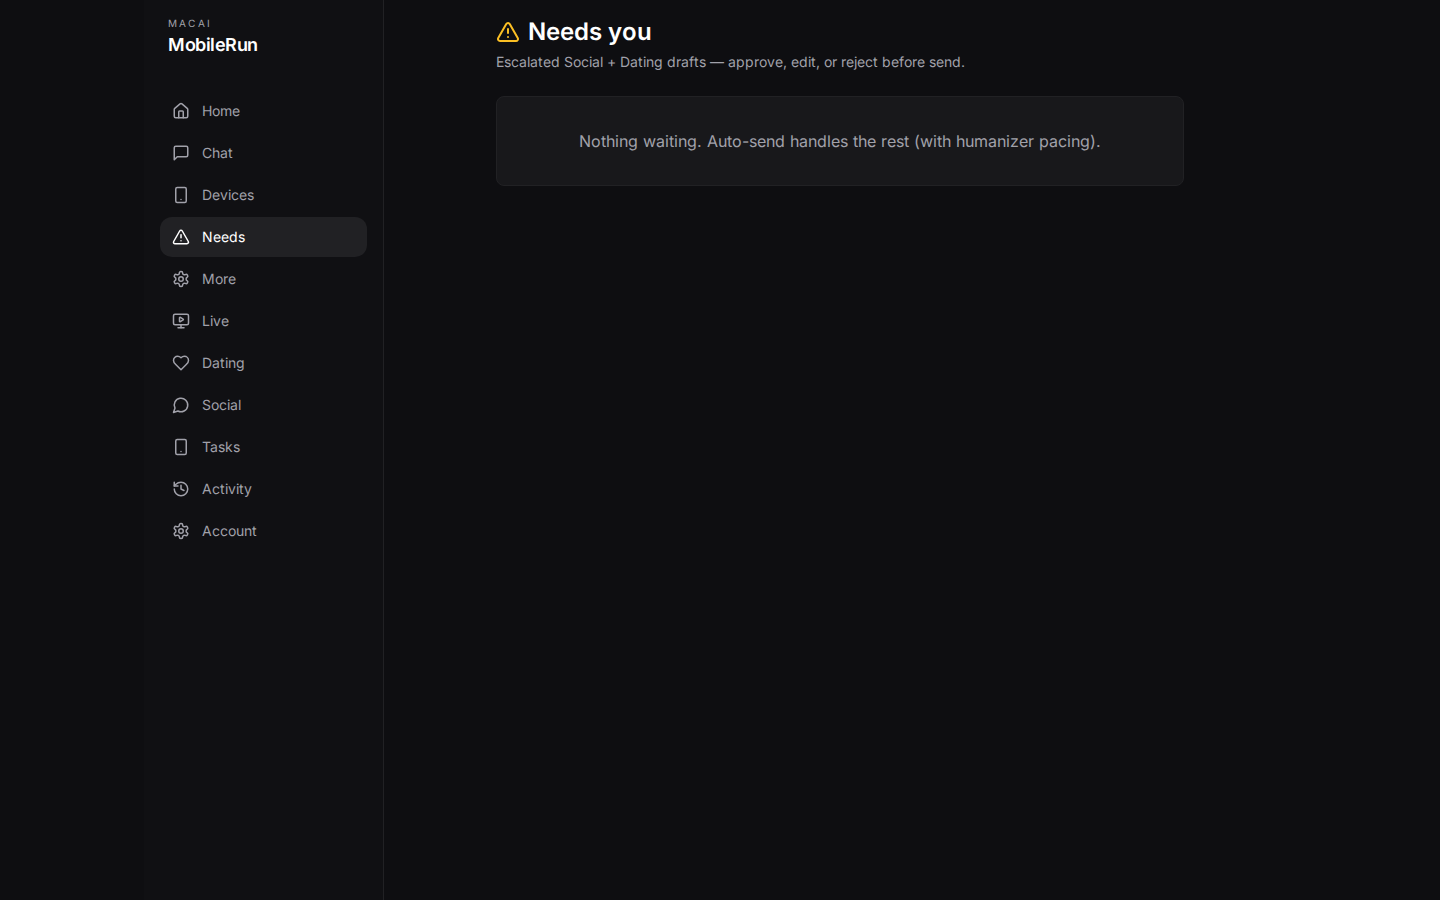 MACAI
MobileRun
Home
Chat
Devices
Needs
More
Live
Dating
Social
Tasks
Activity
Account
Needs you
Escalated Social + Dating drafts — approve, edit, or reject before send.
Nothing waiting. Auto-send handles the rest (with humanizer pacing).